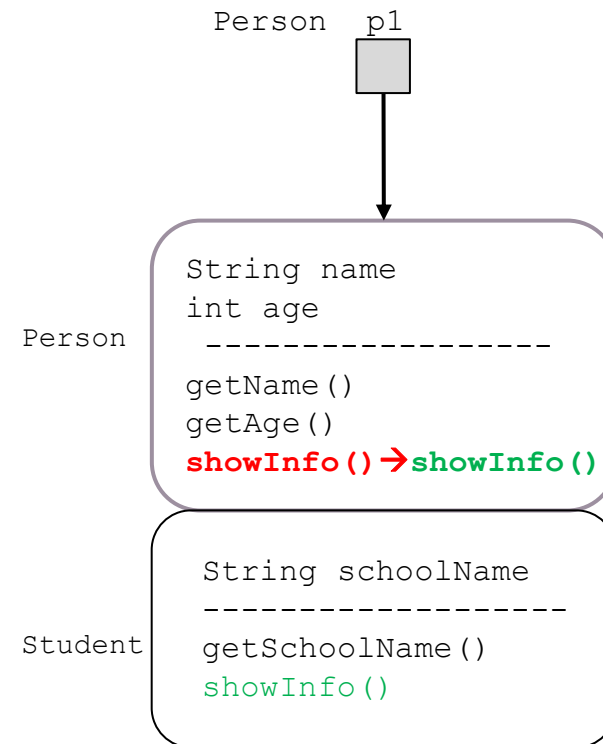 Person p1
String name
int age
Person
------------------
getName()
getAge()
showInfo()→showInfo()
String schoolName
-------------------
Student
getSchoolName()
showInfo()